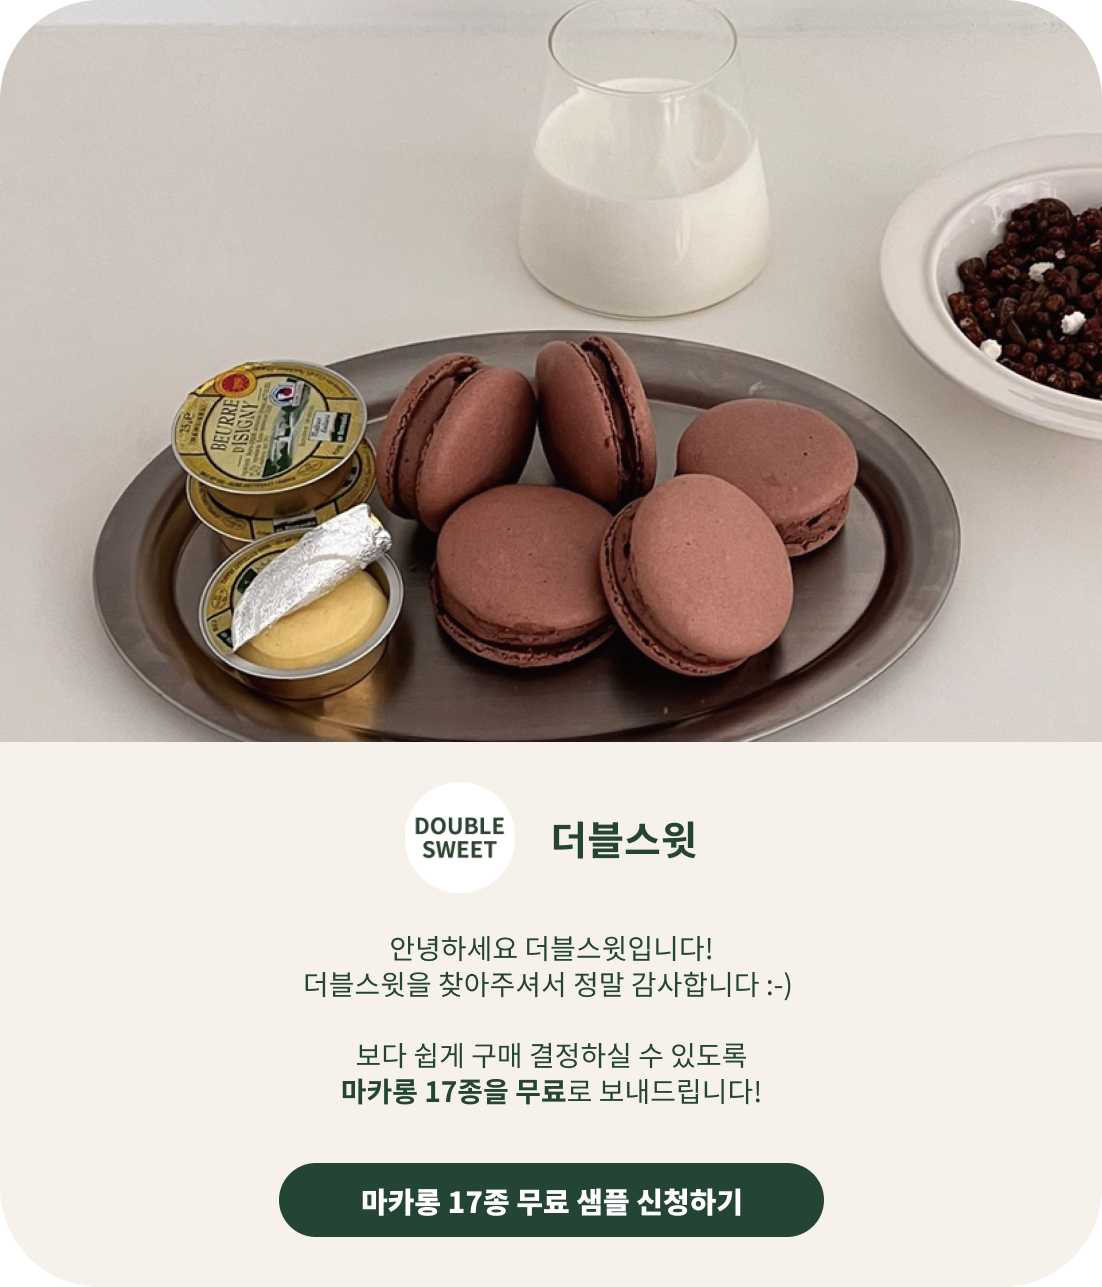 25ge
BEURRE
D'ISIGNY
DOUBLE
SWEET
더블스윗
안녕하세요 더블스윗입니다!
더블스윗을 찾아주셔서 정말 감사합니다 :-)
보다 쉽게 구매 결정하실 수 있도록
마카롱 17종을 무료로 보내드립니다!
마카롱 17종 무료 샘플 신청하기